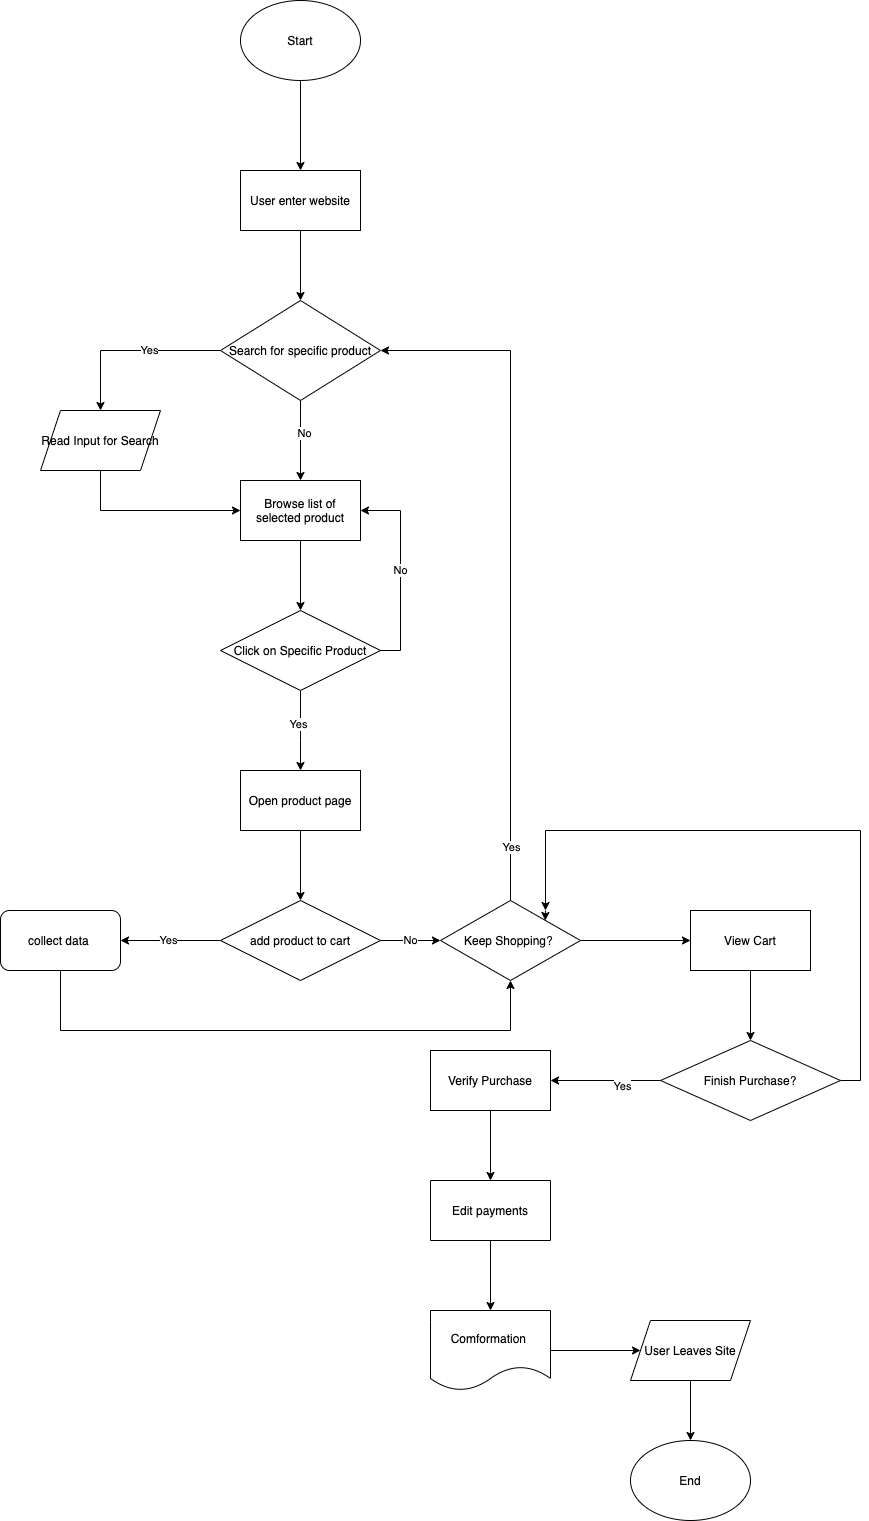 Start
User enter website
Search for specific product
Yes
Read Input for Search
No
Browse list of
selected product
No
Click on Specific Product
Yes
Open product page
Yes
collect data
Yes
add product to cart
No
Keep Shopping?
View Cart
Verify Purchase
Yes
Finish Purchase?
Edit payments
Comformation
User Leaves Site
End